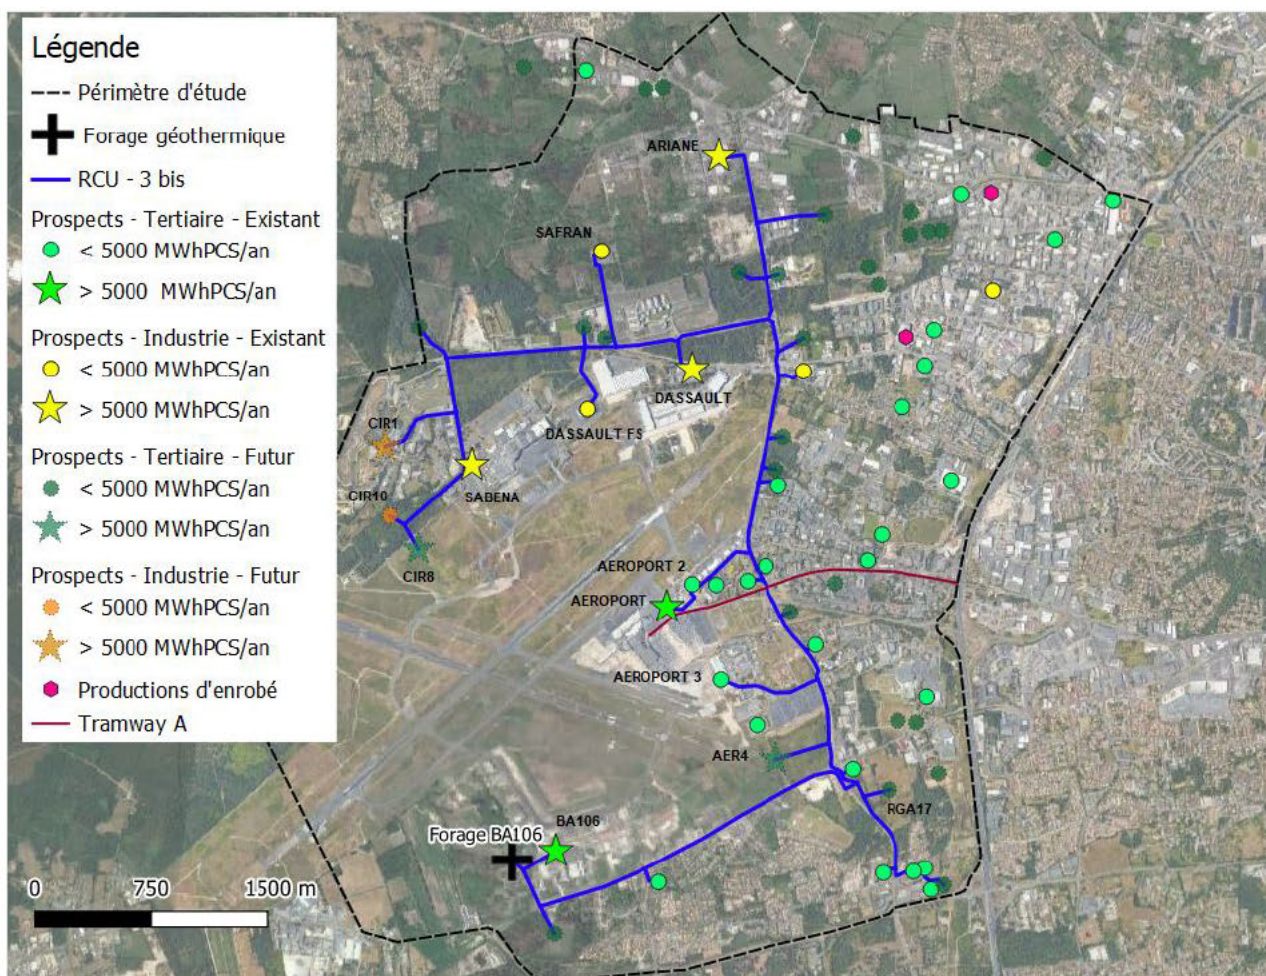 Légende
Périmètre d'étude
Forage géothermique
RCU - 3 bis
Prospects - Tertiaire - Existant
< 5000 MWhPCS/an
> 5000 MWhPCS/an
Prospects - Industrie - Existant
< 5000 MWhPCS/an
> 5000 MWhPCS/an
Prospects - Tertiaire - Futur
< 5000 MWhPCS/an
> 5000 MWhPCS/an
Prospects - Industrie - Futur
< 5000 MWhPCS/an
> 5000 MWhPCS/an
Productions d'enrobé
Tramway A
ARIANE
SAFRAN
DASSAULT
DASSAULT FS
CIR1
SABENA
CIR10
CIR8
AEROPORT 2
AEROPORT
AEROPORT 3
AER4
RGA17
BA106
Forage BA106
0 750 1500 m